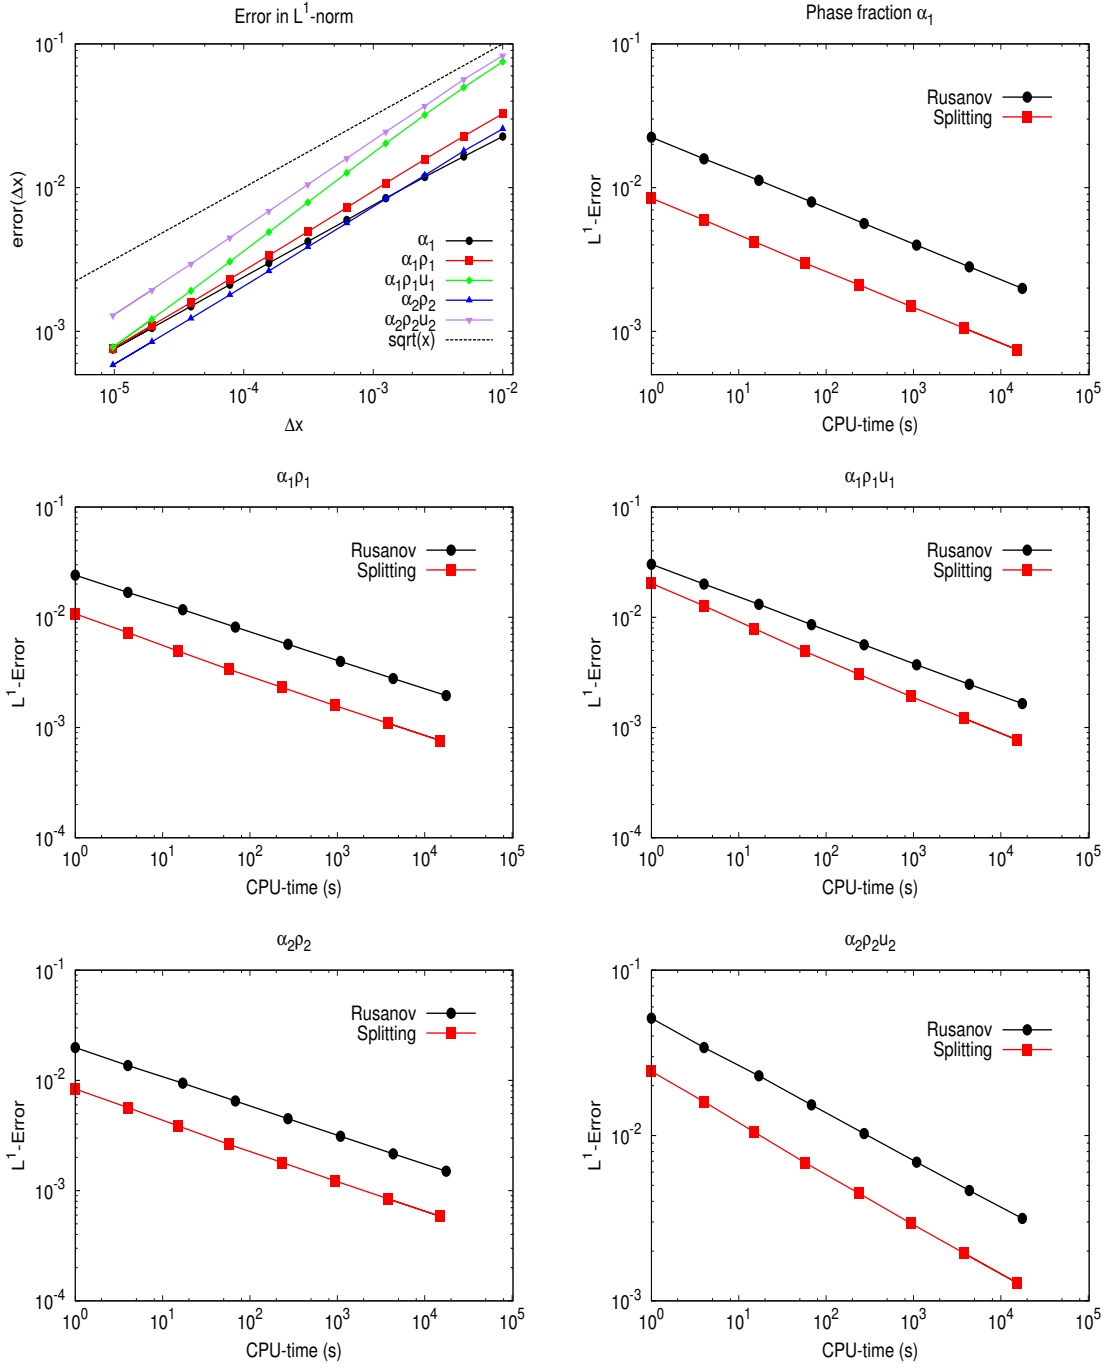 Error in L¹-norm
error(Δx)
10⁻¹
10⁻²
10⁻³
α₁
α₁ρ₁
α₁ρ₁u₁
α₂ρ₂
α₂ρ₂u₂
sqrt(x)
10⁻⁵ 10⁻⁴ 10⁻³ 10⁻²
Δx
Phase fraction α₁
L¹-Error
10⁻¹
10⁻²
10⁻³
Rusanov
Splitting
10⁰ 10¹ 10² 10³ 10⁴ 10⁵
CPU-time (s)
α₁ρ₁
L¹-Error
10⁻¹
10⁻²
10⁻³
10⁻⁴
Rusanov
Splitting
10⁰ 10¹ 10² 10³ 10⁴ 10⁵
CPU-time (s)
α₁ρ₁u₁
L¹-Error
10⁻¹
10⁻²
10⁻³
10⁻⁴
Rusanov
Splitting
10⁰ 10¹ 10² 10³ 10⁴ 10⁵
CPU-time (s)
α₂ρ₂
L¹-Error
10⁻¹
10⁻²
10⁻³
10⁻⁴
Rusanov
Splitting
10⁰ 10¹ 10² 10³ 10⁴ 10⁵
CPU-time (s)
α₂ρ₂u₂
L¹-Error
10⁻¹
10⁻²
10⁻³
Rusanov
Splitting
10⁰ 10¹ 10² 10³ 10⁴ 10⁵
CPU-time (s)